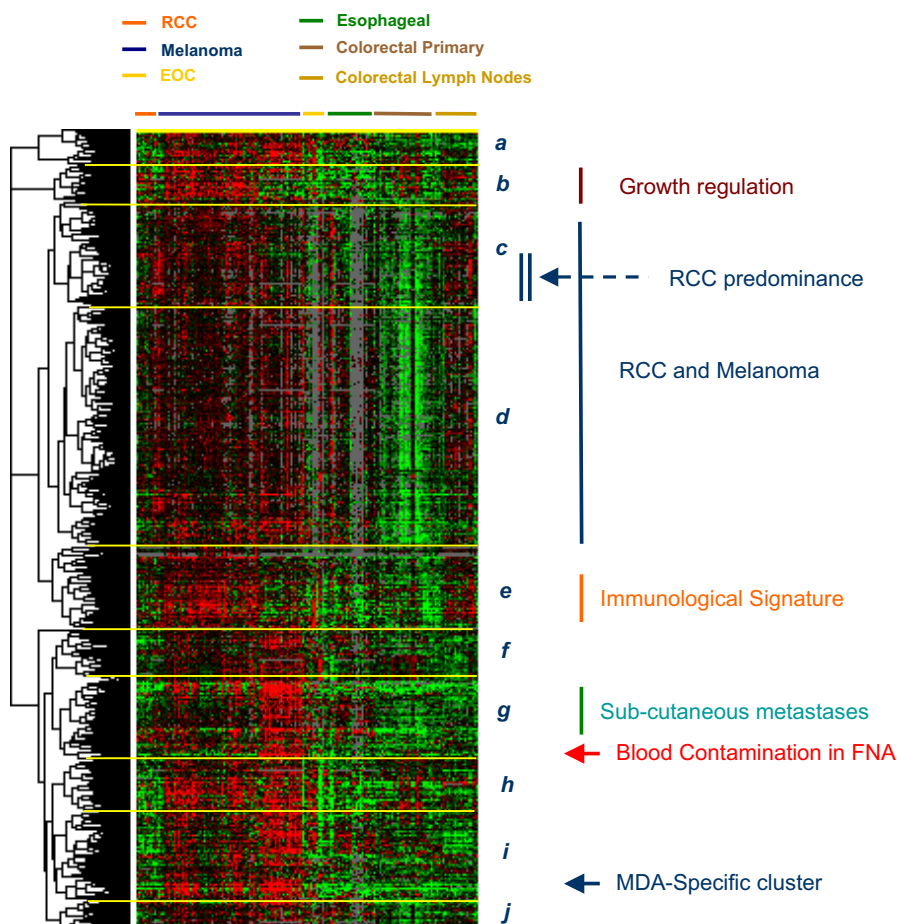 RCC
Esophageal
Melanoma
Colorectal Primary
EOC
Colorectal Lymph Nodes
a
b
Growth regulation
c
RCC predominance
RCC and Melanoma
d
e
Immunological Signature
f
g
Sub-cutaneous metastases
Blood Contamination in FNA
h
i
MDA-Specific cluster
j